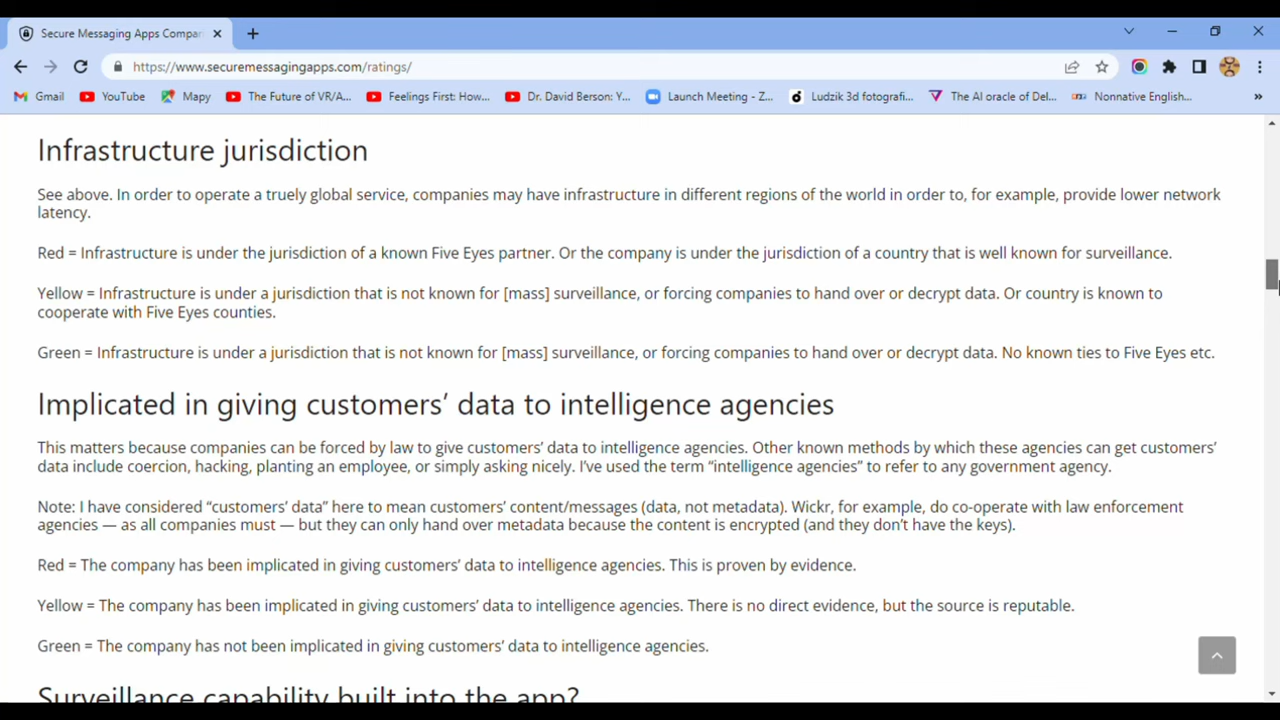 Secure Messaging Apps Compar
https://www.securemessagingapps.com/ratings/
Gmail YouTube Mapy The Future of VR/A... Feelings First: How... Dr. David Berson: Y... Launch Meeting - Z... Ludzik 3d fotografi... The AI oracle of Del... Nonnative English... »
Infrastructure jurisdiction
See above. In order to operate a truely global service, companies may have infrastructure in different regions of the world in order to, for example, provide lower network
latency.
Red = Infrastructure is under the jurisdiction of a known Five Eyes partner. Or the company is under the jurisdiction of a country that is well known for surveillance.
Yellow = Infrastructure is under a jurisdiction that is not known for [mass] surveillance, or forcing companies to hand over or decrypt data. Or country is known to
cooperate with Five Eyes counties.
Green = Infrastructure is under a jurisdiction that is not known for [mass] surveillance, or forcing companies to hand over or decrypt data. No known ties to Five Eyes etc.
Implicated in giving customers’ data to intelligence agencies
This matters because companies can be forced by law to give customers’ data to intelligence agencies. Other known methods by which these agencies can get customers’
data include coercion, hacking, planting an employee, or simply asking nicely. I’ve used the term “intelligence agencies” to refer to any government agency.
Note: I have considered “customers’ data” here to mean customers’ content/messages (data, not metadata). Wickr, for example, do co-operate with law enforcement
agencies — as all companies must — but they can only hand over metadata because the content is encrypted (and they don’t have the keys).
Red = The company has been implicated in giving customers’ data to intelligence agencies. This is proven by evidence.
Yellow = The company has been implicated in giving customers’ data to intelligence agencies. There is no direct evidence, but the source is reputable.
Green = The company has not been implicated in giving customers’ data to intelligence agencies.
Surveillance capability built into the app?